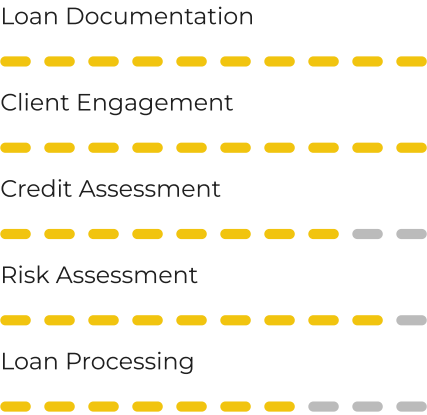 Loan Documentation
Client Engagement
Credit Assessment
Risk Assessment
Loan Processing